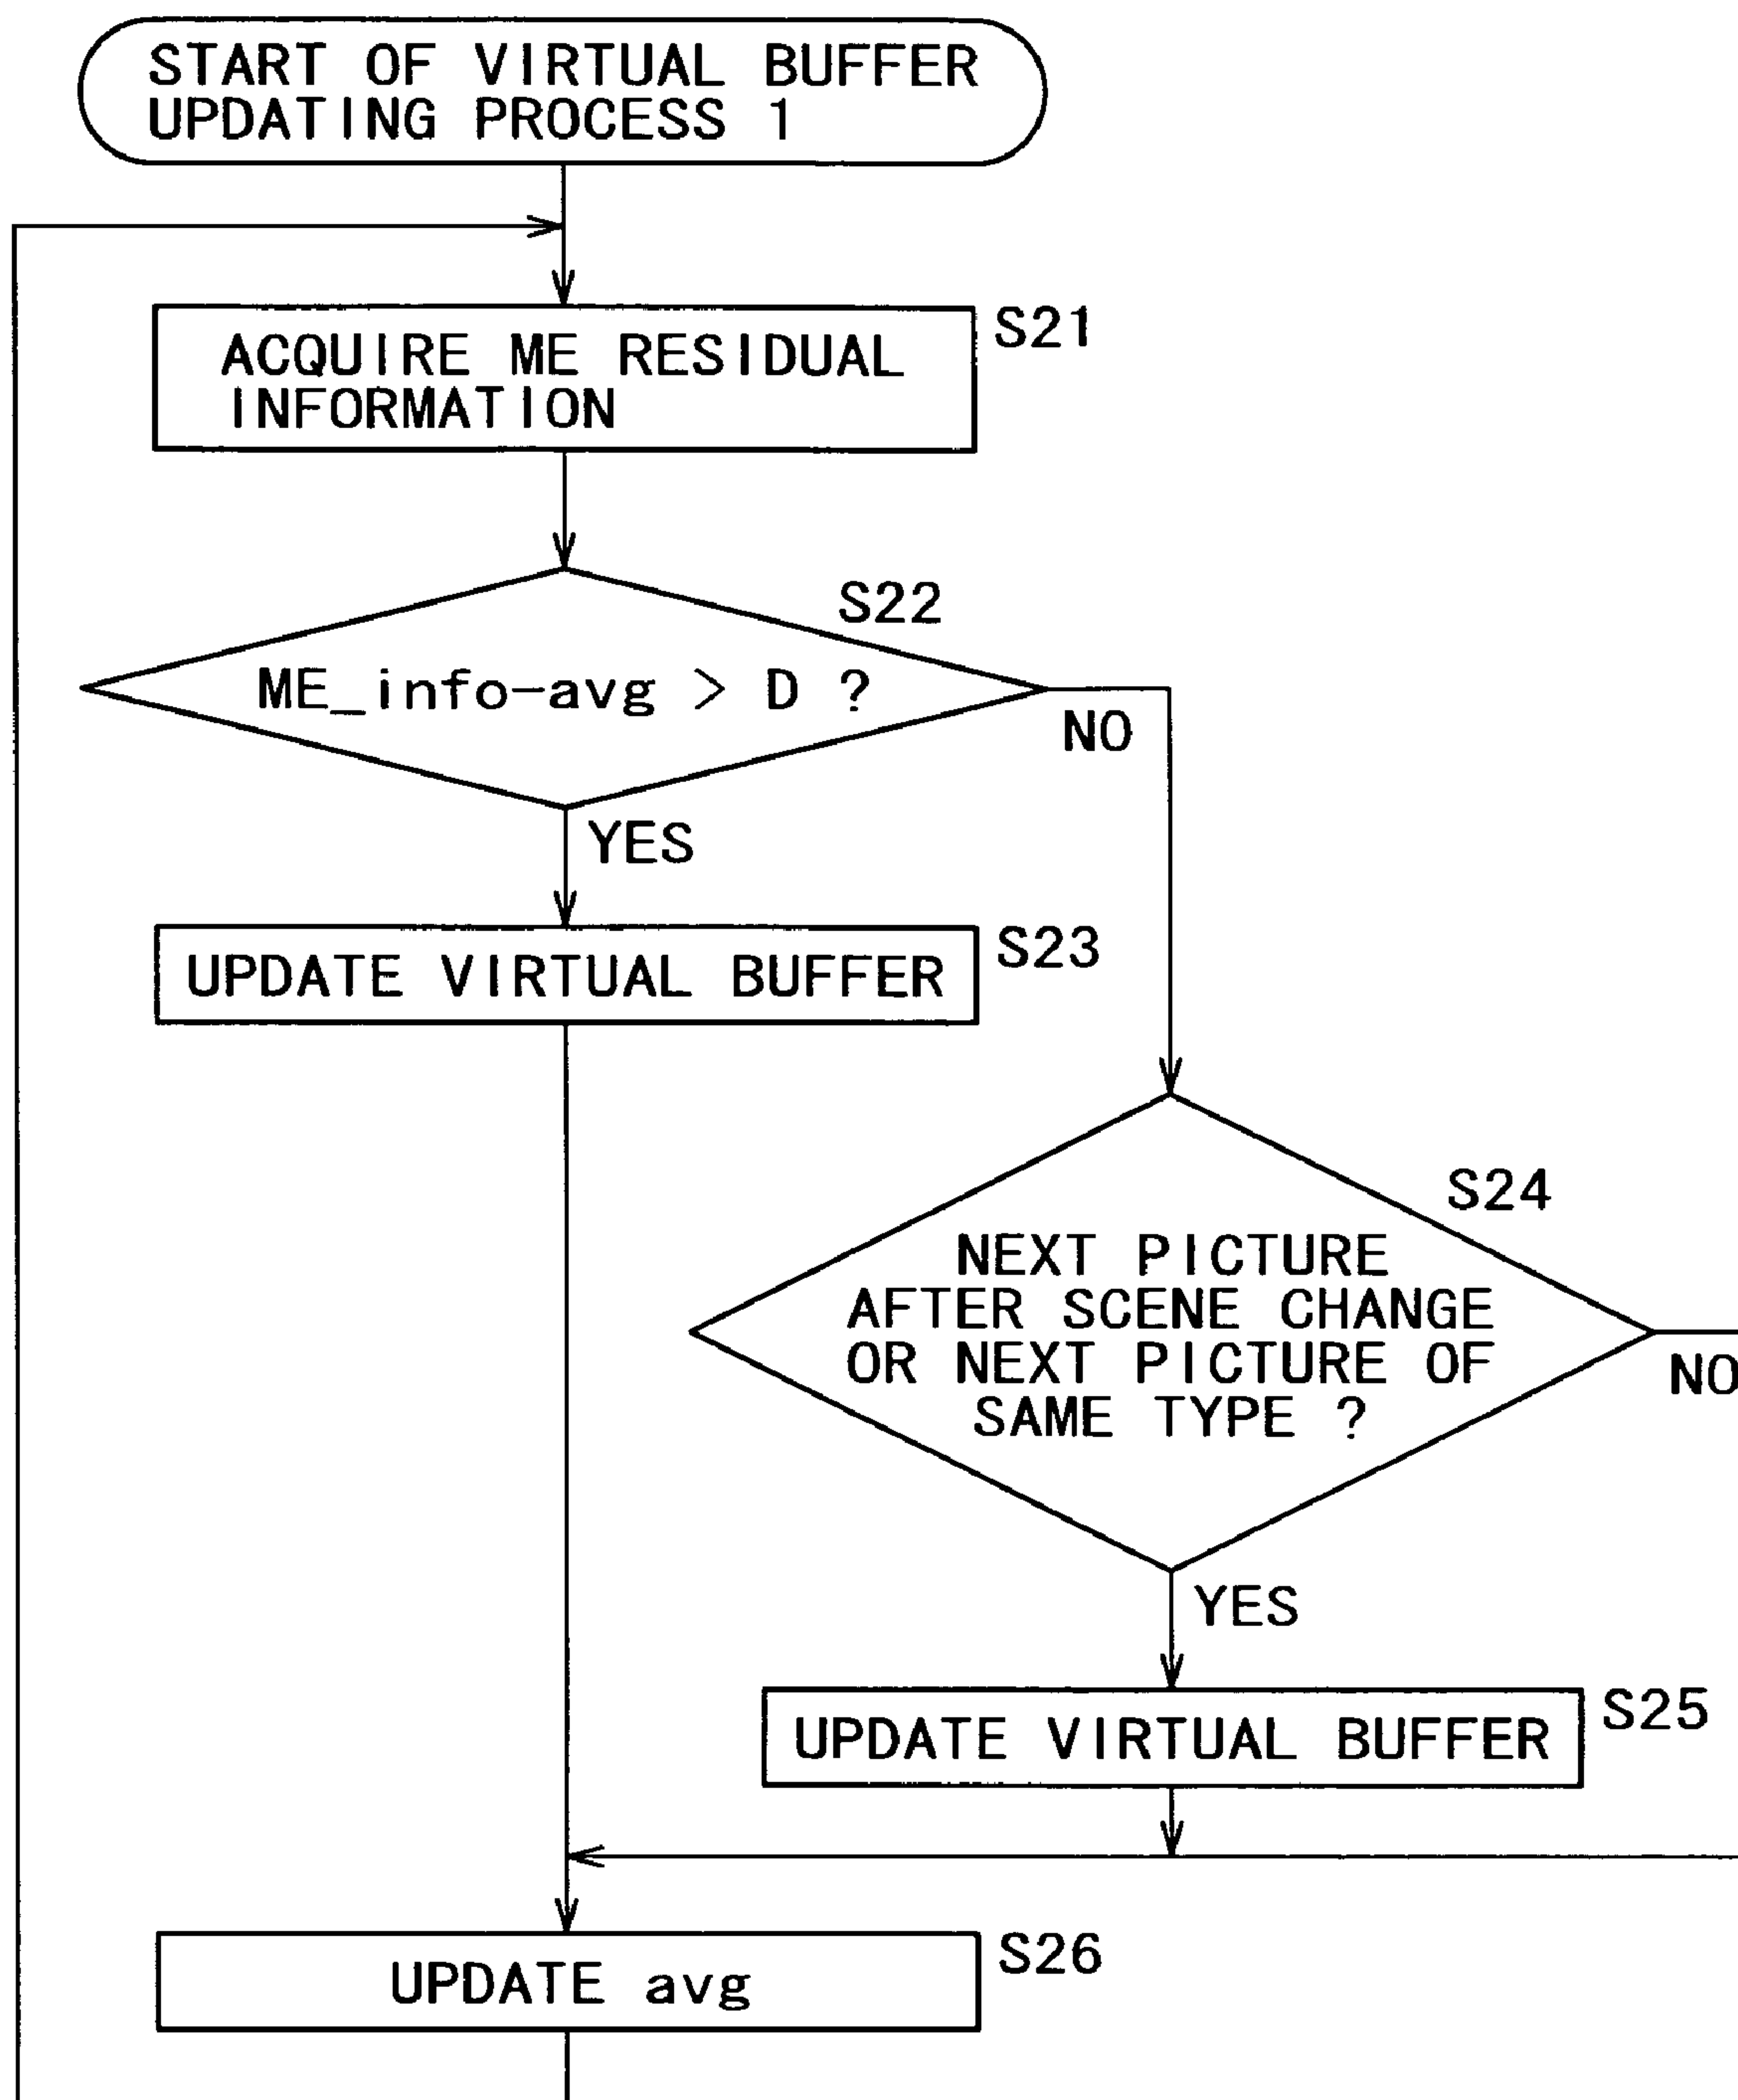 START OF VIRTUAL BUFFER
UPDATING PROCESS 1
S21
ACQUIRE ME RESIDUAL
INFORMATION
S22
ME_info-avg > D ?
NO
YES
S23
UPDATE VIRTUAL BUFFER
S24
NEXT PICTURE
AFTER SCENE CHANGE
OR NEXT PICTURE OF
SAME TYPE ?
NO
YES
S25
UPDATE VIRTUAL BUFFER
S26
UPDATE avg